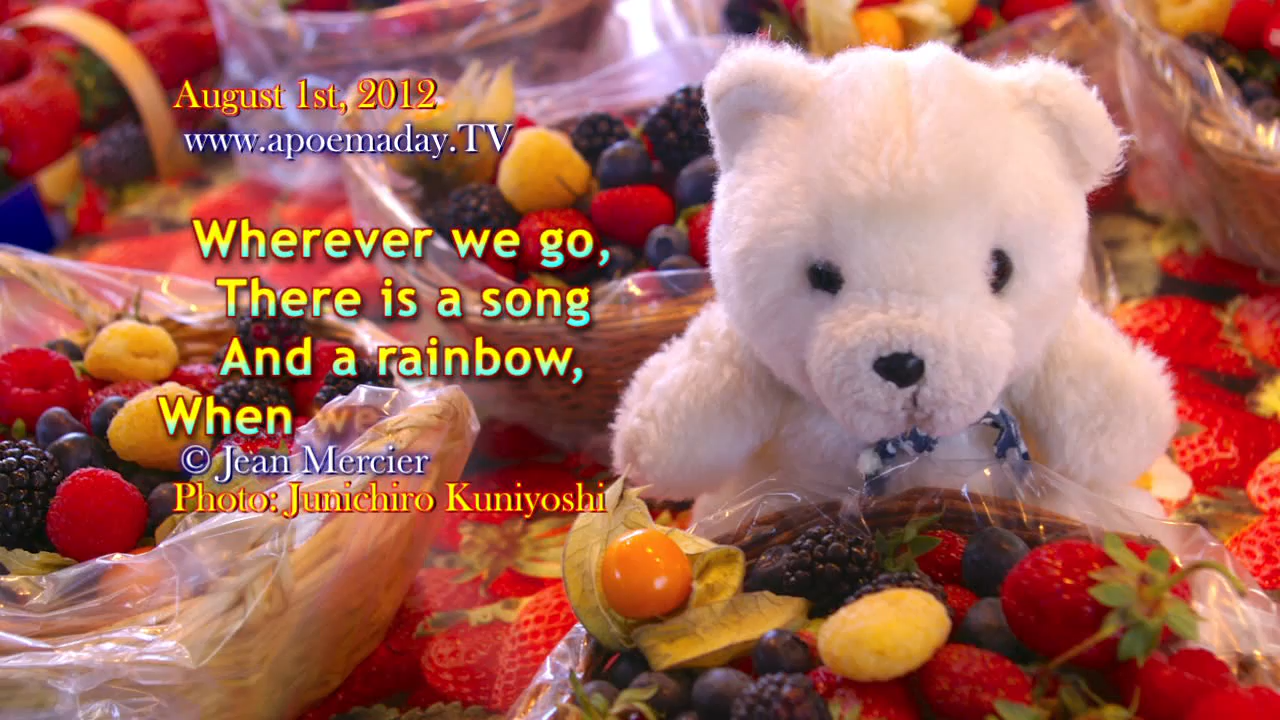 August 1st, 2012
www.apoemaday.TV
Wherever we go,
There is a song
And a rainbow,
When we
© Jean Mercier
Photo: Junichiro Kuniyoshi